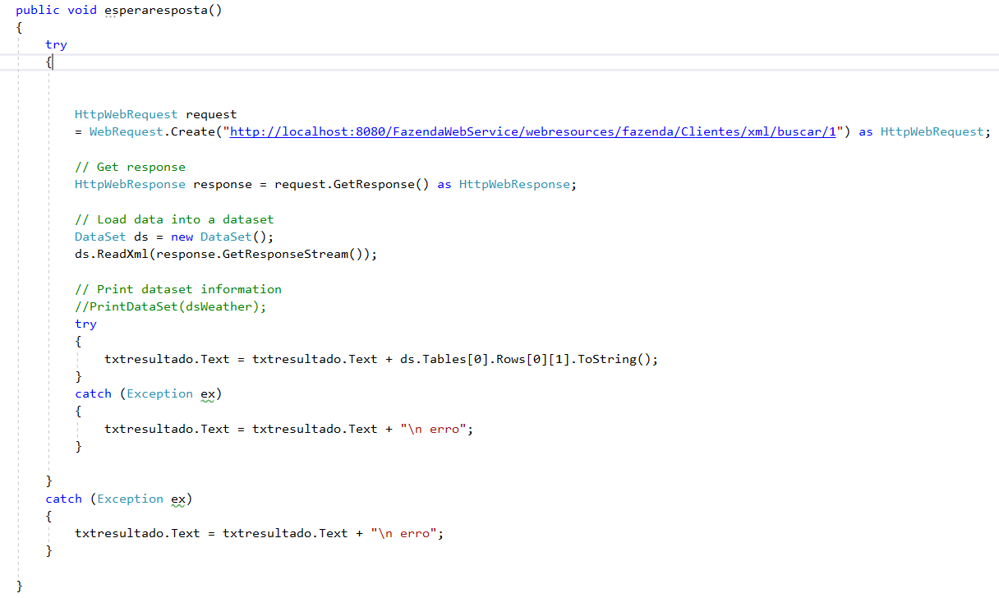 public void esperaresposta()
{
try
{
HttpWebRequest request
= WebRequest.Create("http://localhost:8080/FazendaWebService/webresources/fazenda/Clientes/xml/buscar/1") as HttpWebRequest;
// Get response
HttpWebResponse response = request.GetResponse() as HttpWebResponse;
// Load data into a dataset
DataSet ds = new DataSet();
ds.ReadXml(response.GetResponseStream());
// Print dataset information
//PrintDataSet(dsWeather);
try
{
txtresultado.Text = txtresultado.Text + ds.Tables[0].Rows[0][1].ToString();
}
catch (Exception ex)
{
txtresultado.Text = txtresultado.Text + "\n erro";
}
}
catch (Exception ex)
{
txtresultado.Text = txtresultado.Text + "\n erro";
}
}